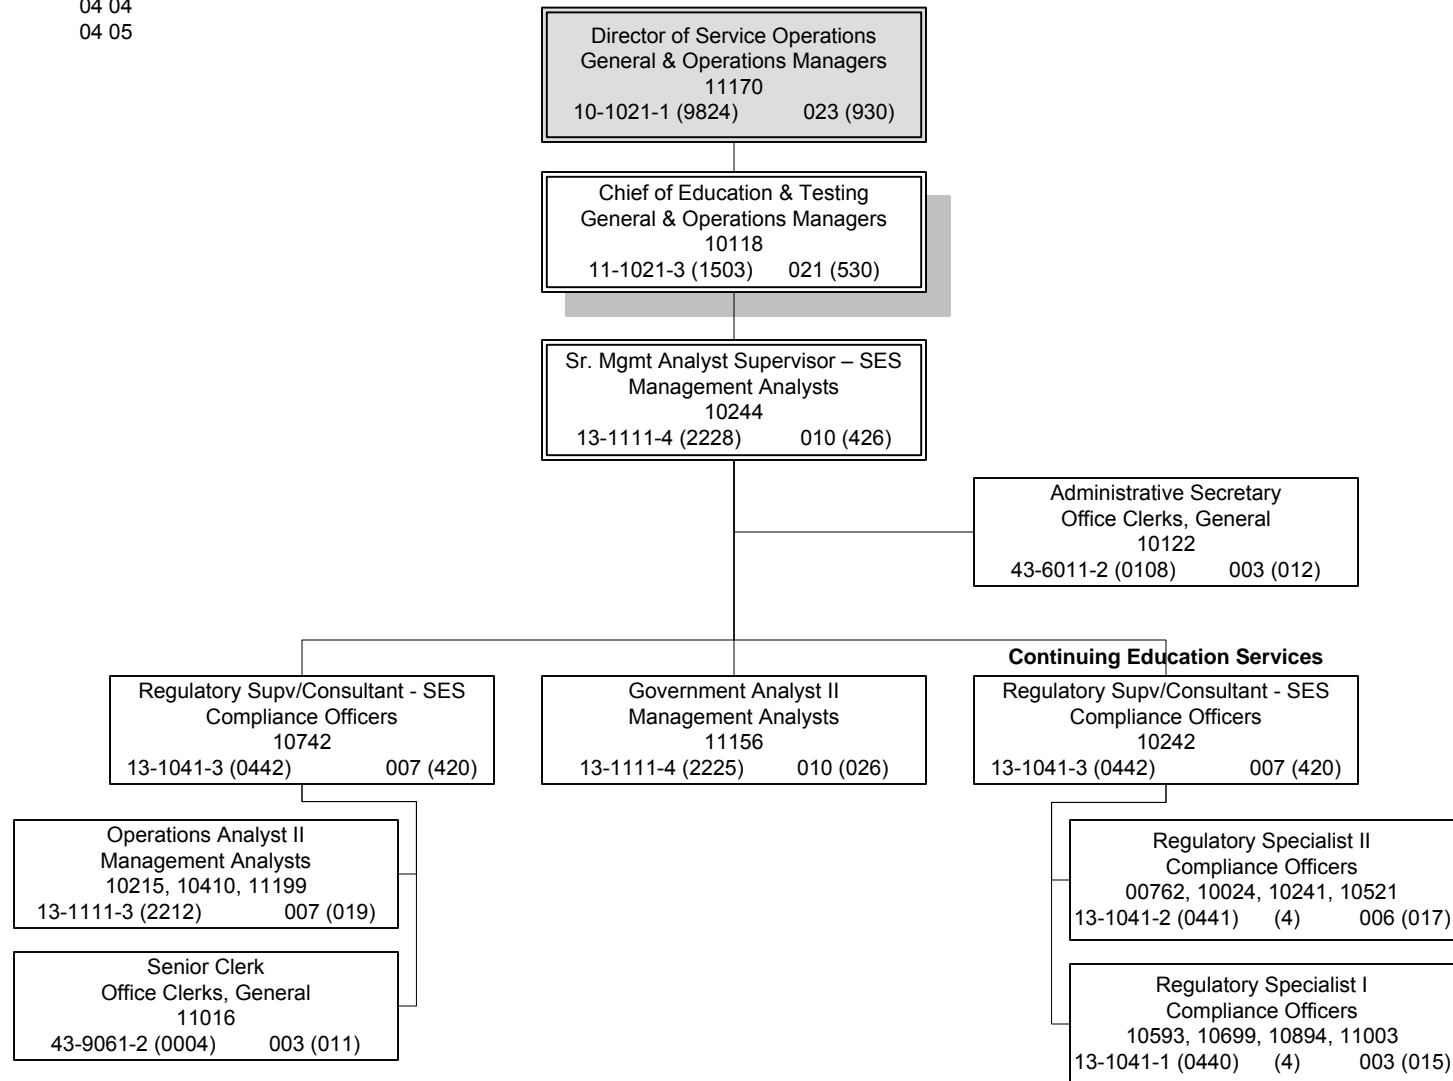 04 04
04 05
Director of Service Operations
General & Operations Managers
11170
10-1021-1 (9824) 023 (930)
Chief of Education & Testing
General & Operations Managers
10118
11-1021-3 (1503) 021 (530)
Sr. Mgmt Analyst Supervisor – SES
Management Analysts
10244
13-1111-4 (2228) 010 (426)
Administrative Secretary
Office Clerks, General
10122
43-6011-2 (0108) 003 (012)
Regulatory Supv/Consultant - SES
Compliance Officers
10742
13-1041-3 (0442) 007 (420)
Government Analyst II
Management Analysts
11156
13-1111-4 (2225) 010 (026)
Continuing Education Services
Regulatory Supv/Consultant - SES
Compliance Officers
10242
13-1041-3 (0442) 007 (420)
Operations Analyst II
Management Analysts
10215, 10410, 11199
13-1111-3 (2212) 007 (019)
Senior Clerk
Office Clerks, General
11016
43-9061-2 (0004) 003 (011)
Regulatory Specialist II
Compliance Officers
00762, 10024, 10241, 10521
13-1041-2 (0441) (4) 006 (017)
Regulatory Specialist I
Compliance Officers
10593, 10699, 10894, 11003
13-1041-1 (0440) (4) 003 (015)